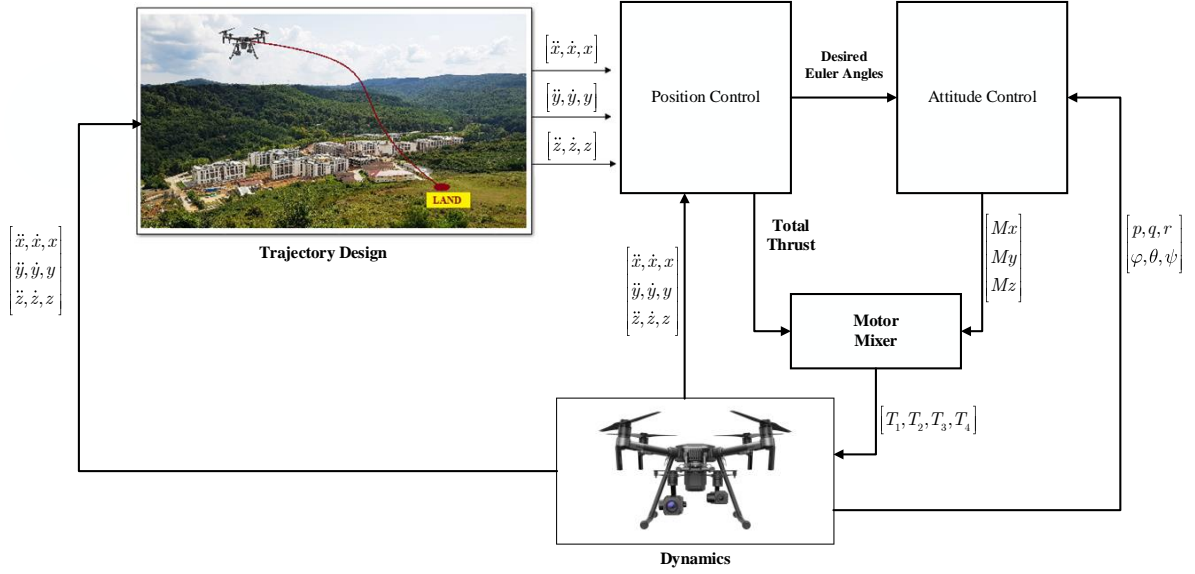 [ẍ, ẋ, x]
[ÿ, ẏ, y]
[z̈, ż, z]
LAND
Trajectory Design
Position Control
Desired
Euler Angles
Attitude Control
Total
Thrust
[Mx
My
Mz]
[p, q, r
φ, θ, ψ]
[ẍ, ẋ, x
ÿ, ẏ, y
z̈, ż, z]
[ẍ, ẋ, x
ÿ, ẏ, y
z̈, ż, z]
Motor
Mixer
[T₁, T₂, T₃, T₄]
Dynamics